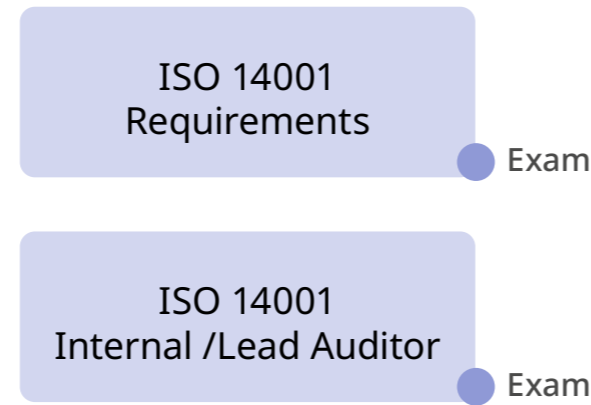 ISO 14001
Requirements
Exam
ISO 14001
Internal /Lead Auditor
Exam